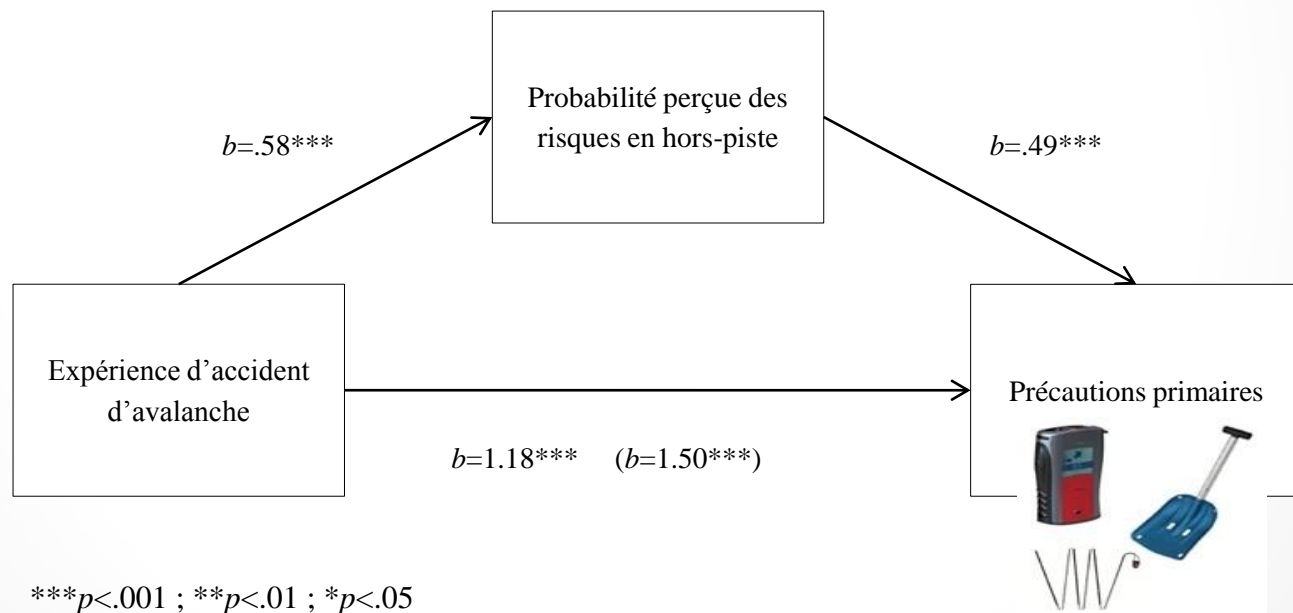 Probabilité perçue des
risques en hors-piste
b=.58***
b=.49***
Expérience d’accident
d’avalanche
Précautions primaires
b=1.18*** (b=1.50***)
***p<.001 ; **p<.01 ; *p<.05